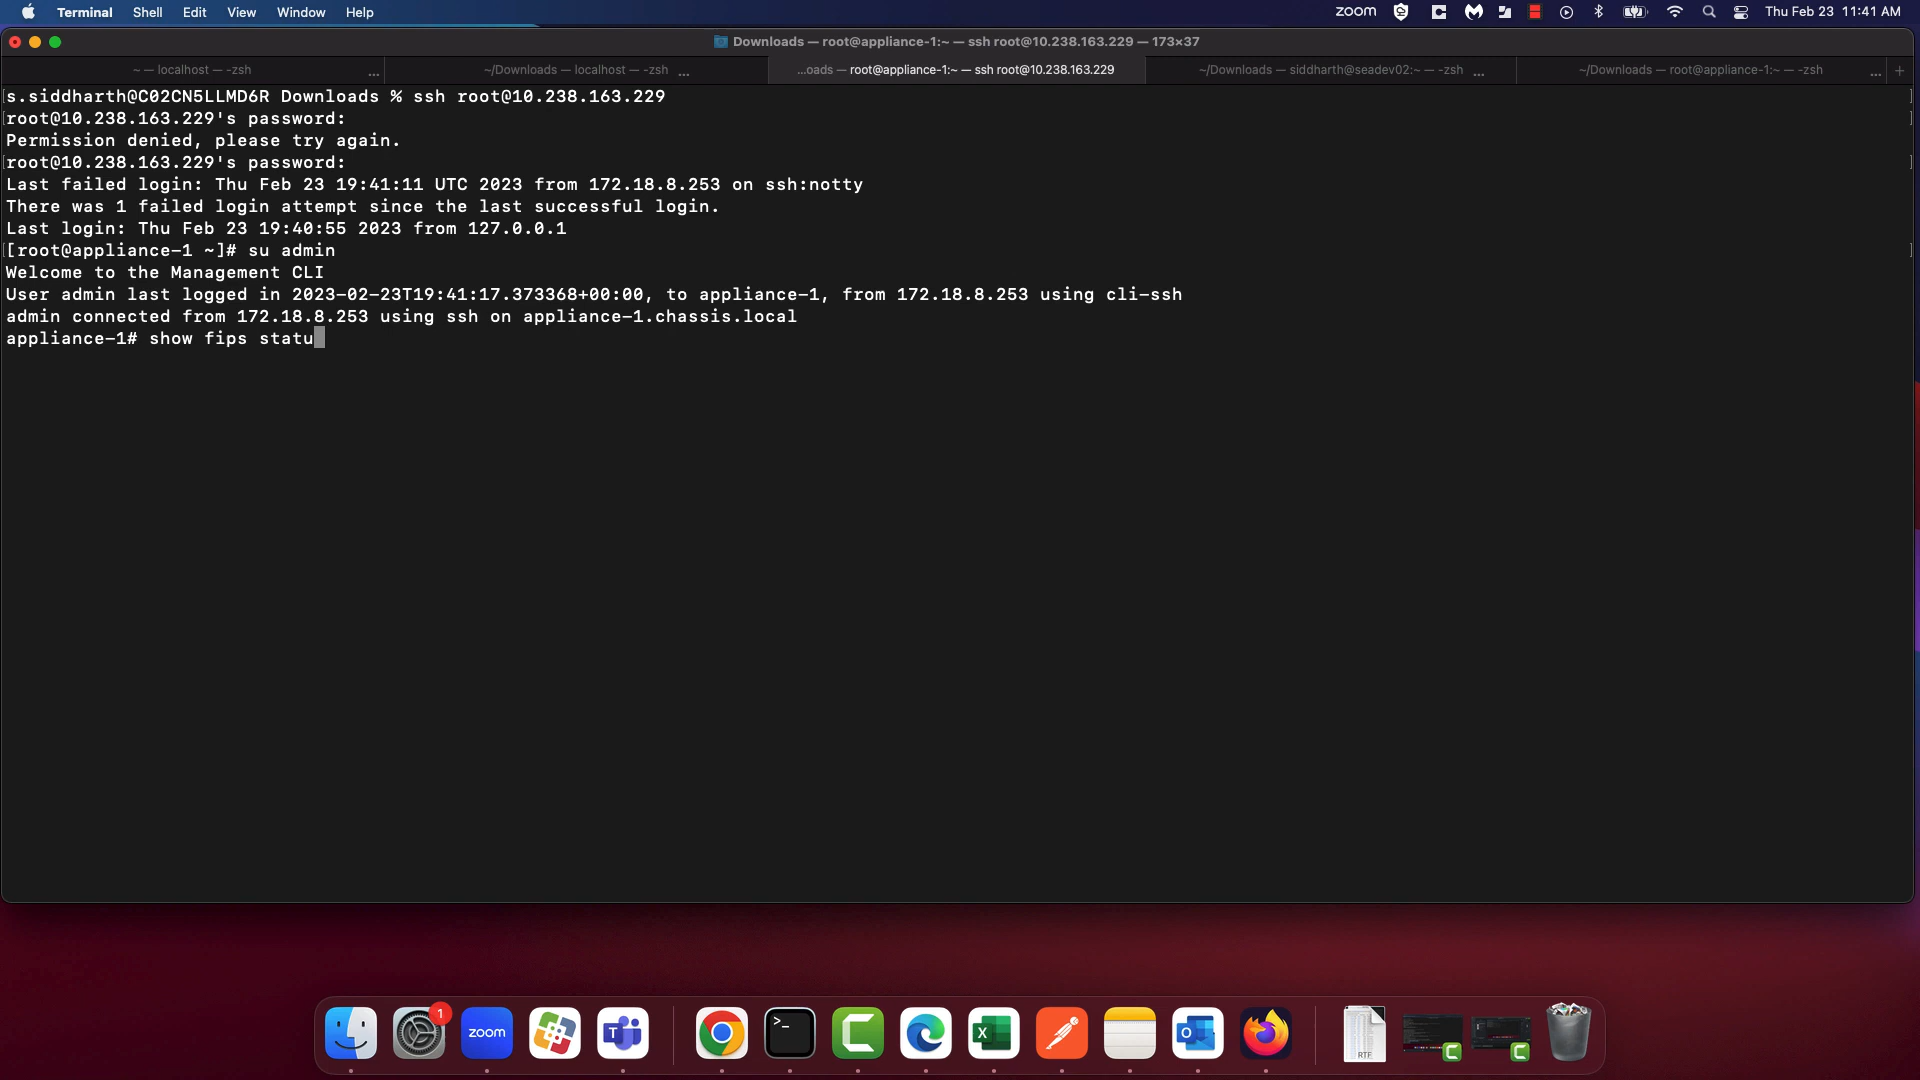 Terminal Shell Edit View Window Help
zoom
Thu Feb 23 11:41 AM
Downloads — root@appliance-1:~ — ssh root@10.238.163.229 — 173×37
~ — localhost — -zsh ...
~/Downloads — localhost — -zsh ...
...oads — root@appliance-1:~ — ssh root@10.238.163.229
~/Downloads — siddharth@seadev02:~ — -zsh ...
~/Downloads — root@appliance-1:~ — -zsh ... +
[s.siddharth@C02CN5LLMD6R Downloads % ssh root@10.238.163.229 ]
[root@10.238.163.229's password: ]
Permission denied, please try again.
[root@10.238.163.229's password: ]
Last failed login: Thu Feb 23 19:41:11 UTC 2023 from 172.18.8.253 on ssh:notty
There was 1 failed login attempt since the last successful login.
Last login: Thu Feb 23 19:40:55 2023 from 127.0.0.1
[[root@appliance-1 ~]# su admin ]
Welcome to the Management CLI
User admin last logged in 2023-02-23T19:41:17.373368+00:00, to appliance-1, from 172.18.8.253 using cli-ssh
admin connected from 172.18.8.253 using ssh on appliance-1.chassis.local
appliance-1# show fips statu
1
zoom
RTF